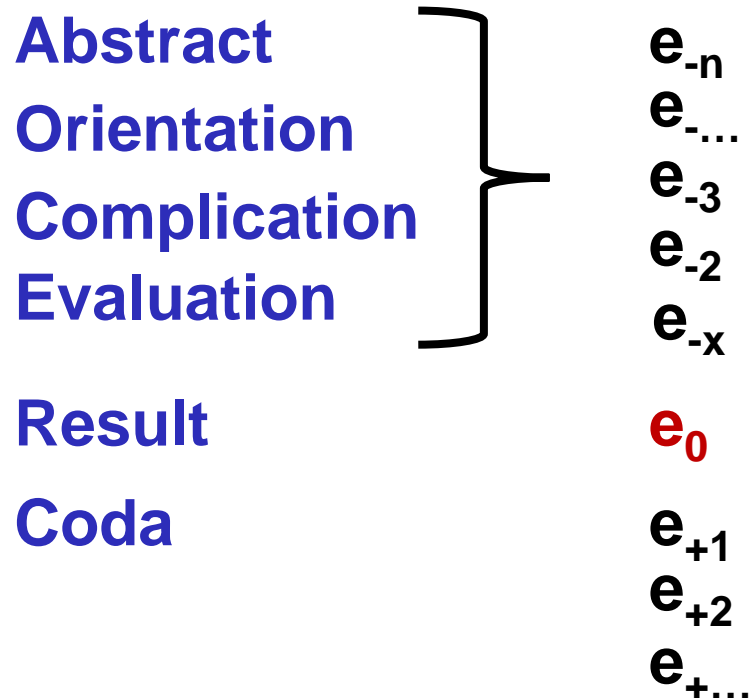 Abstract e₋ₙ
Orientation e₋…
Complication e₋₃
Evaluation e₋₂
e₋ₓ
Result e₀
Coda e₊₁
e₊₂
e₊…